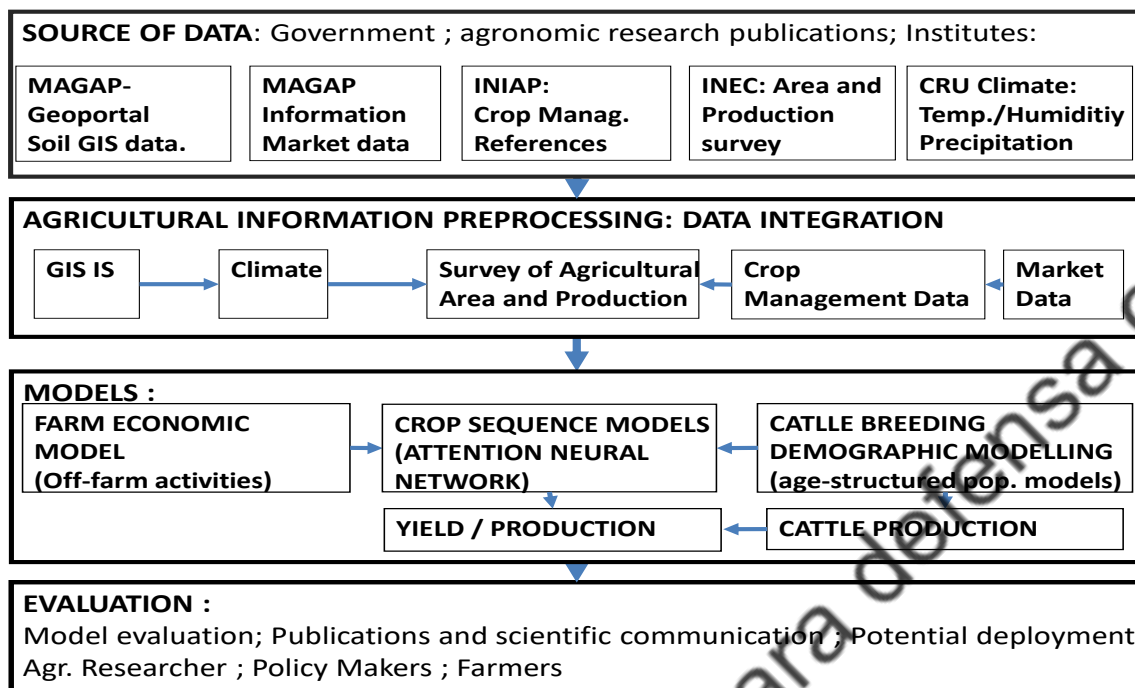 SOURCE OF DATA: Government ; agronomic research publications; Institutes:
MAGAP-
Geoportal
Soil GIS data.
MAGAP
Information
Market data
INIAP:
Crop Manag.
References
INEC: Area and
Production
survey
CRU Climate:
Temp./Humiditiy
Precipitation
AGRICULTURAL INFORMATION PREPROCESSING: DATA INTEGRATION
GIS IS
Climate
Survey of Agricultural
Area and Production
Crop
Management Data
Market
Data
MODELS :
FARM ECONOMIC
MODEL
(Off-farm activities)
CROP SEQUENCE MODELS
(ATTENTION NEURAL
NETWORK)
CATLLE BREEDING
DEMOGRAPHIC MODELLING
(age-structured pop. models)
YIELD / PRODUCTION
CATTLE PRODUCTION
EVALUATION :
Model evaluation; Publications and scientific communication ; Potential deployment
Agr. Researcher ; Policy Makers ; Farmers
para defensa